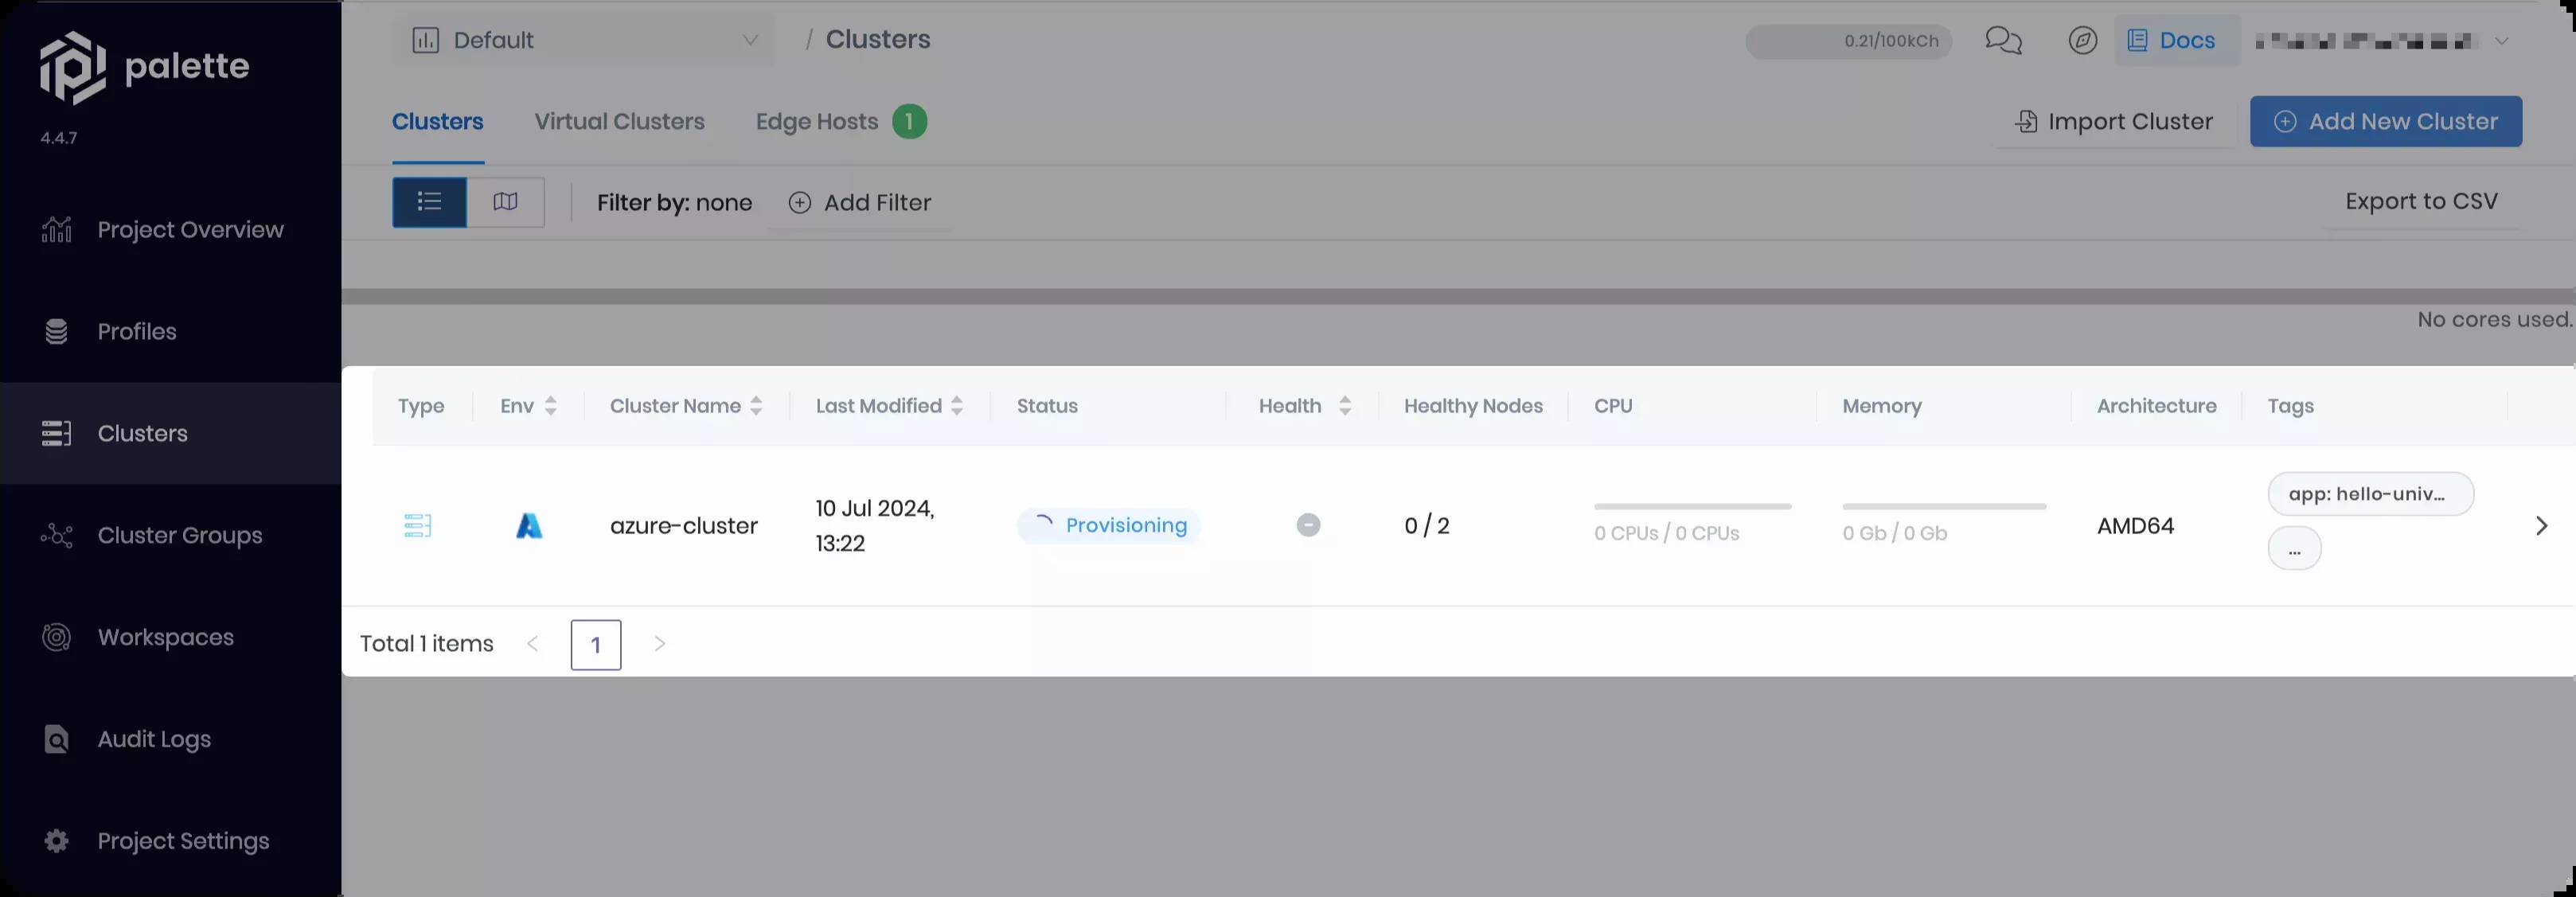 palette
4.4.7
Project Overview
Profiles
Clusters
Cluster Groups
Workspaces
Audit Logs
Project Settings
Default / Clusters
0.21/100kCh
Docs
Clusters Virtual Clusters Edge Hosts 1
Import Cluster Add New Cluster
Filter by: none Add Filter
Export to CSV
No cores used.
Type Env Cluster Name Last Modified Status Health Healthy Nodes CPU Memory Architecture Tags
azure-cluster
10 Jul 2024,
13:22
Provisioning
0 / 2
0 CPUs / 0 CPUs
0 Gb / 0 Gb
AMD64
app: hello-univ...
...
Total 1 items < 1 >